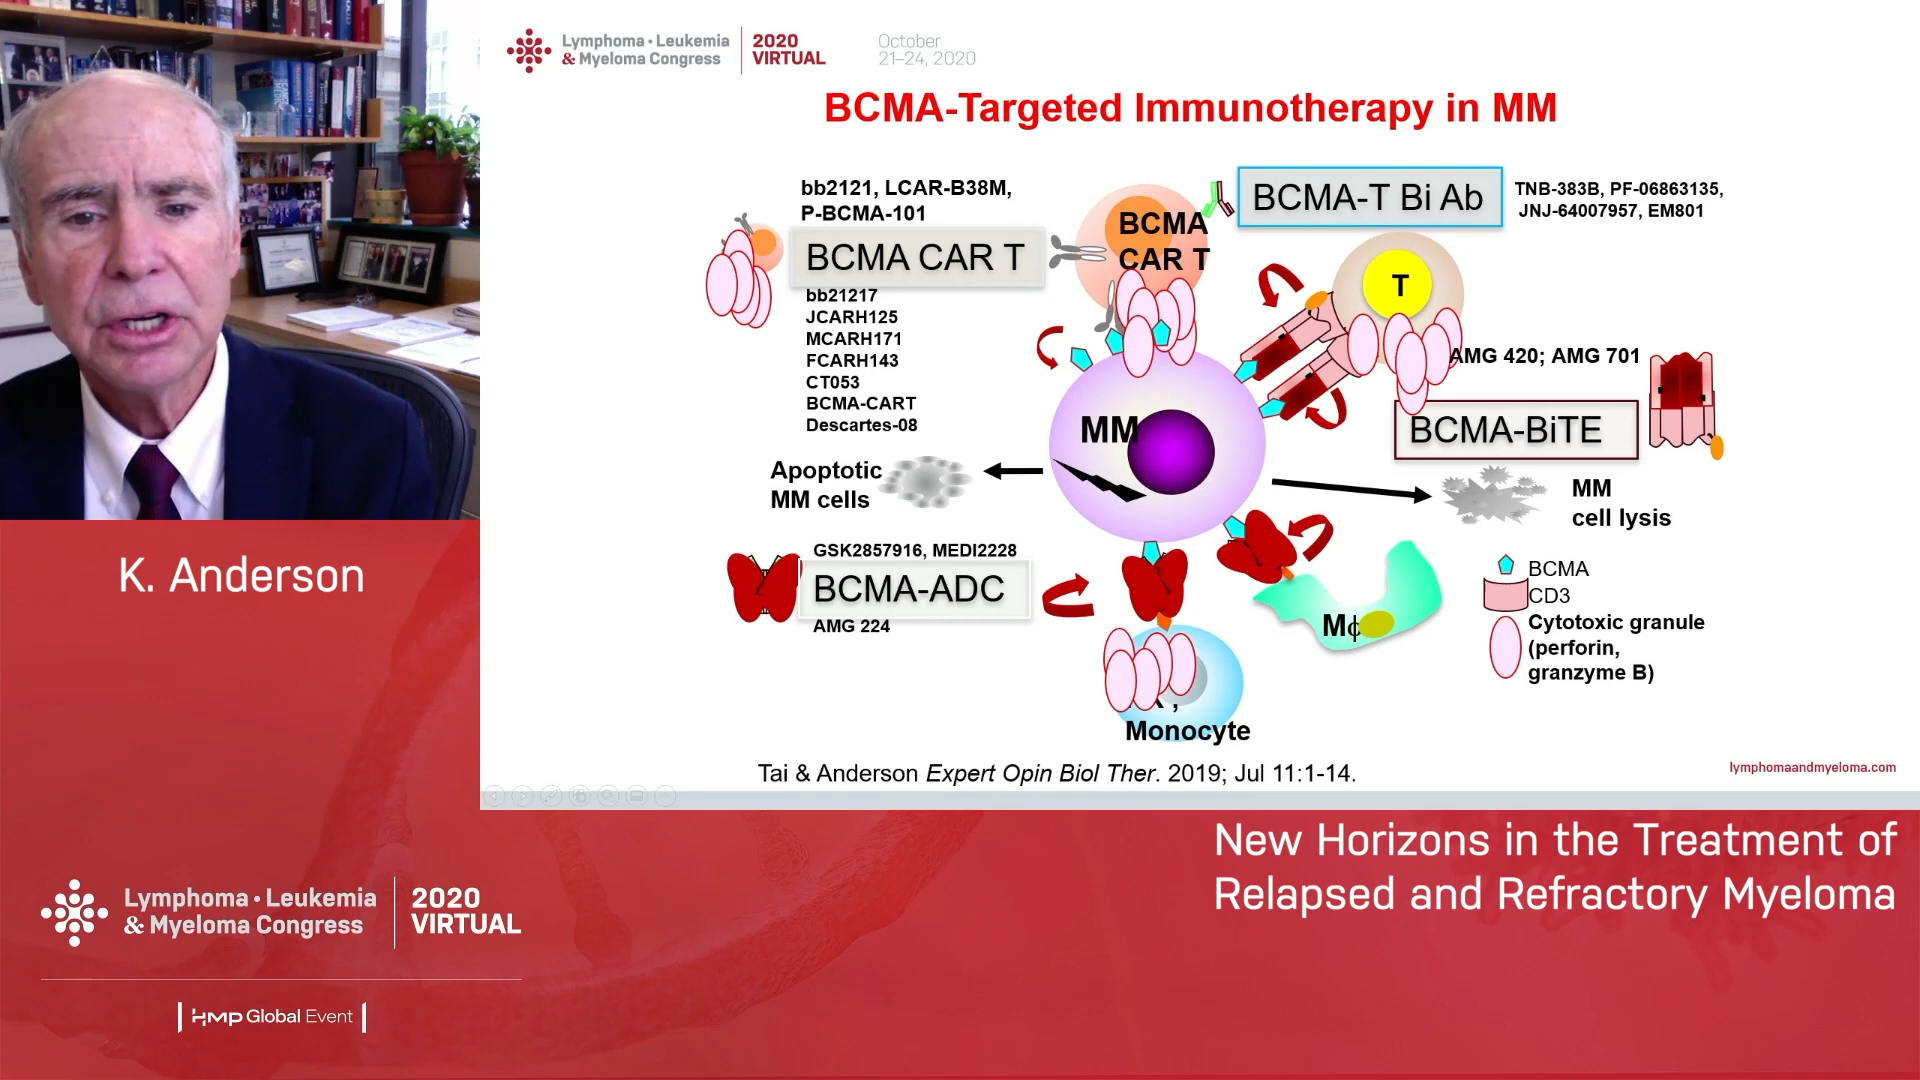 Lymphoma • Leukemia
& Myeloma Congress
2020
VIRTUAL
October
21–24, 2020
BCMA-Targeted Immunotherapy in MM
bb2121, LCAR-B38M,
P-BCMA-101
BCMA CAR T
bb21217
JCARH125
MCARH171
FCARH143
CT053
BCMA-CART
Descartes-08
BCMA
CAR T
BCMA-T Bi Ab
TNB-383B, PF-06863135,
JNJ-64007957, EM801
T
AMG 420; AMG 701
BCMA-BiTE
MM
Apoptotic
MM cells
MM
cell lysis
GSK2857916, MEDI2228
BCMA-ADC
AMG 224
Mϕ
Monocyte
BCMA
CD3
Cytotoxic granule
(perforin,
granzyme B)
Tai & Anderson Expert Opin Biol Ther. 2019; Jul 11:1-14.
lymphomaandmyeloma.com
K. Anderson
New Horizons in the Treatment of
Relapsed and Refractory Myeloma
Lymphoma • Leukemia
& Myeloma Congress
2020
VIRTUAL
HMP Global Event